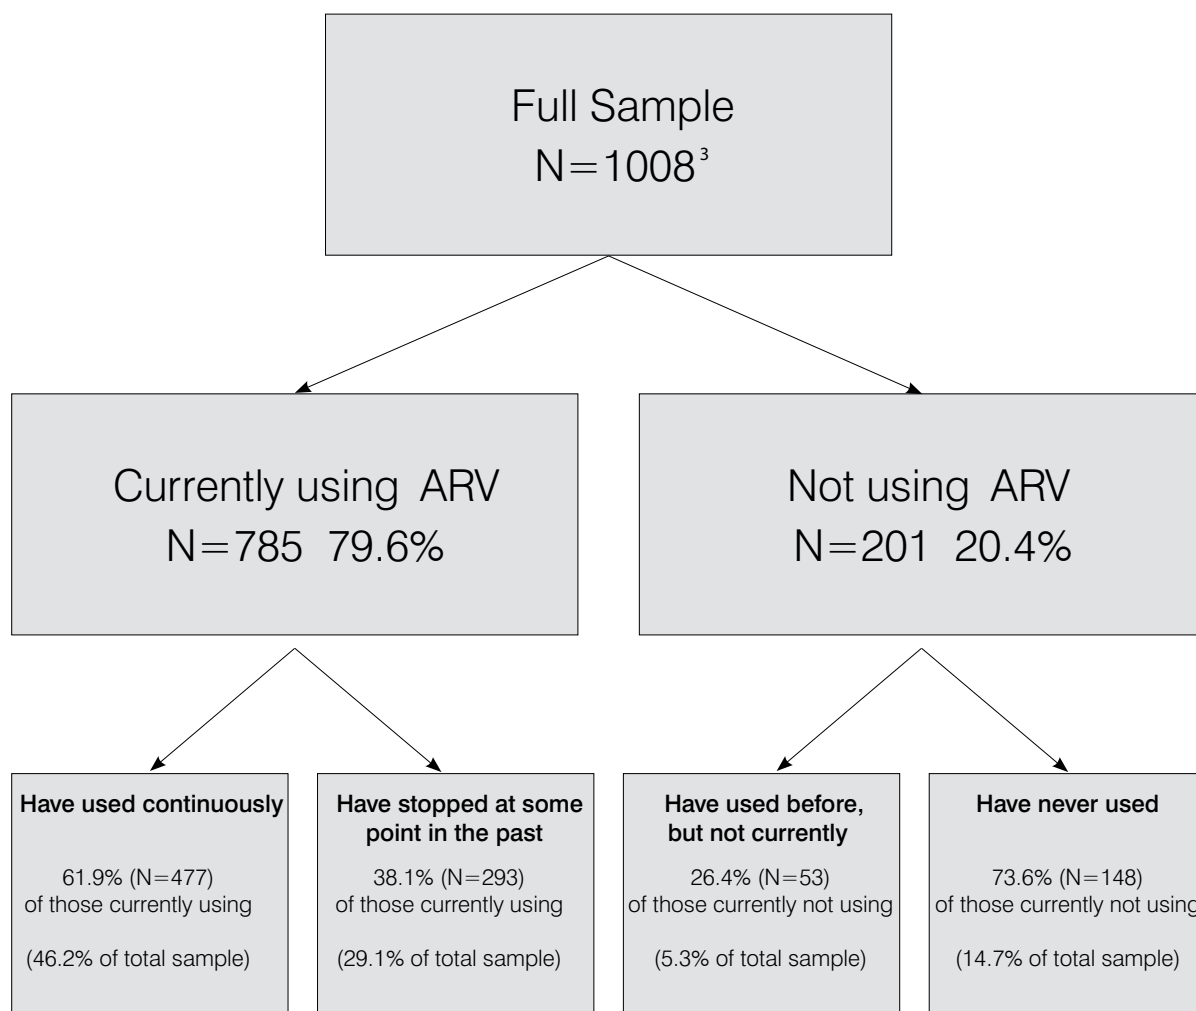 Full Sample
N=1008³
Currently using ARV
N=785 79.6%
Not using ARV
N=201 20.4%
Have used continuously
61.9% (N=477)
of those currently using
(46.2% of total sample)
Have stopped at some
point in the past
38.1% (N=293)
of those currently using
(29.1% of total sample)
Have used before,
but not currently
26.4% (N=53)
of those currently not using
(5.3% of total sample)
Have never used
73.6% (N=148)
of those currently not using
(14.7% of total sample)